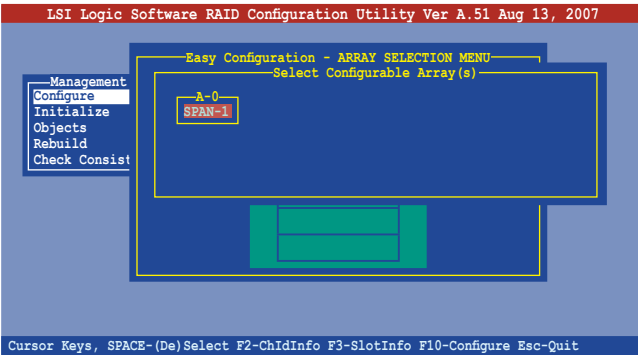 LSI Logic Software RAID Configuration Utility Ver A.51 Aug 13, 2007
Easy Configuration - ARRAY SELECTION MENU
Select Configurable Array(s)
Management
A-0
Configure
SPAN-1
Initialize
Objects
Rebuild
Check Consist
Cursor Keys, SPACE-(De)Select F2-ChIdInfo F3-SlotInfo F10-Configure Esc-Quit